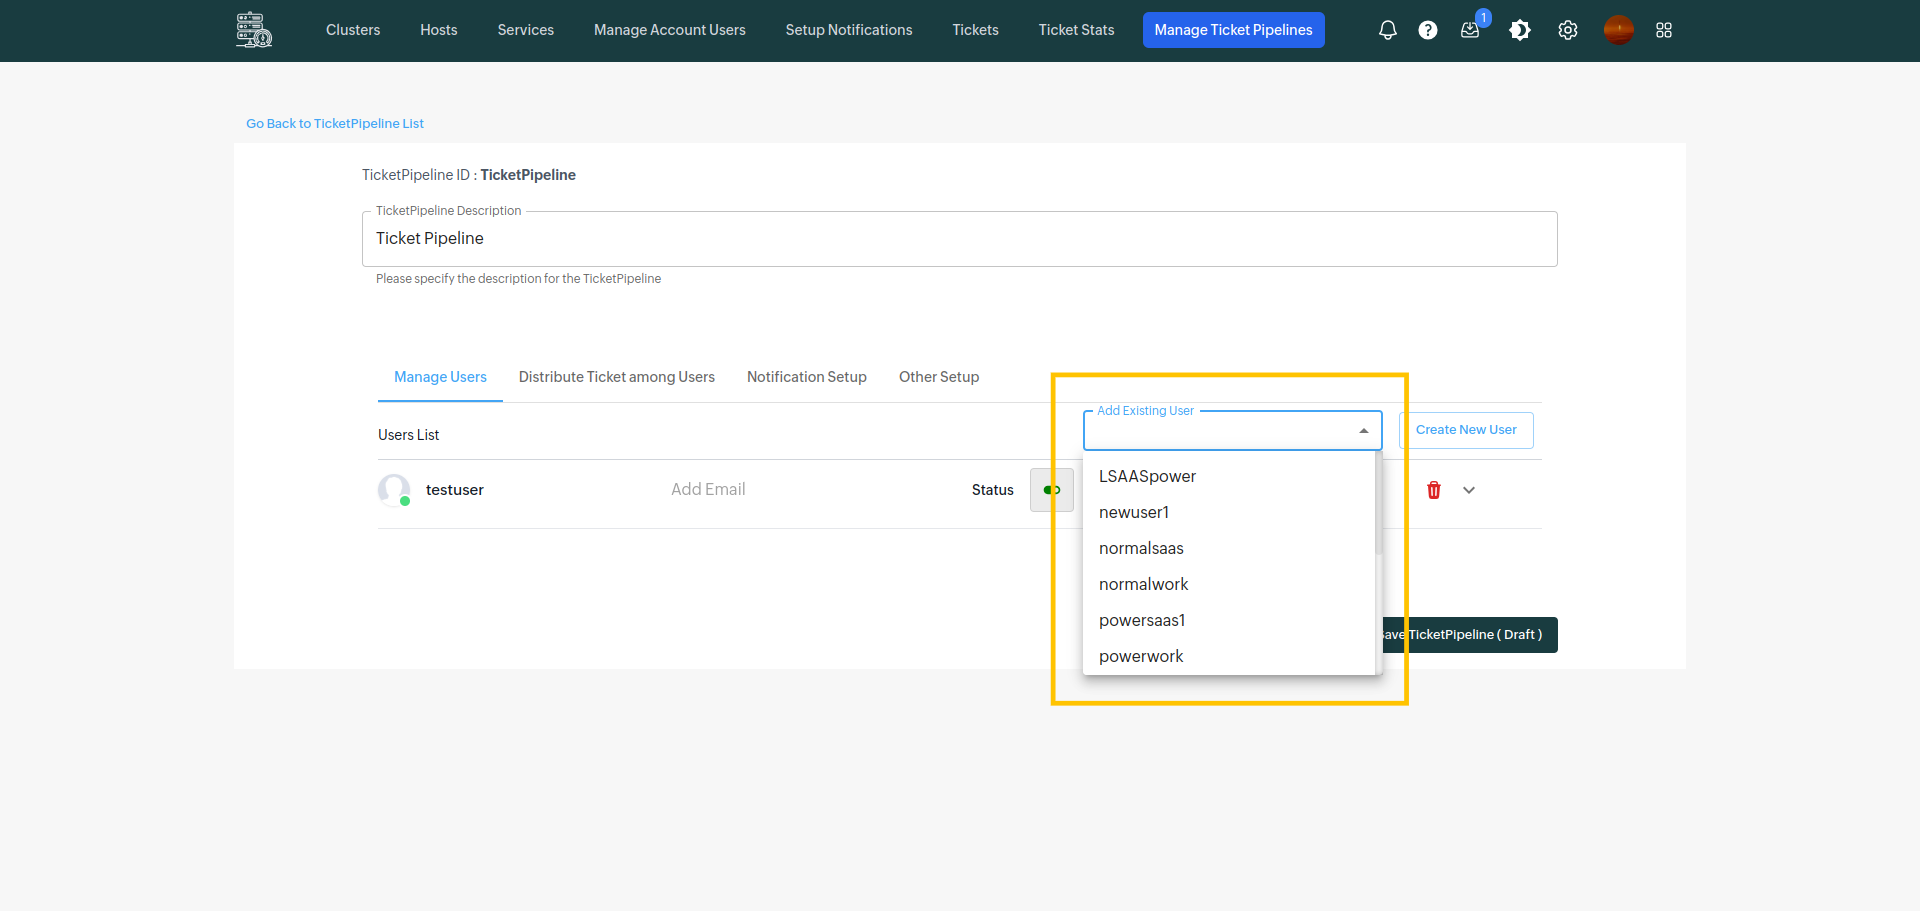 Clusters Hosts Services Manage Account Users Setup Notifications Tickets Ticket Stats Manage Ticket Pipelines 1
Go Back to TicketPipeline List
TicketPipeline ID : TicketPipeline
TicketPipeline Description
Ticket Pipeline
Please specify the description for the TicketPipeline
Manage Users Distribute Ticket among Users Notification Setup Other Setup
Add Existing User
Users List
Create New User
testuser Add Email Status
LSAASpower
newuser1
normalsaas
normalwork
powersaas1
powerwork
Save TicketPipeline ( Draft )